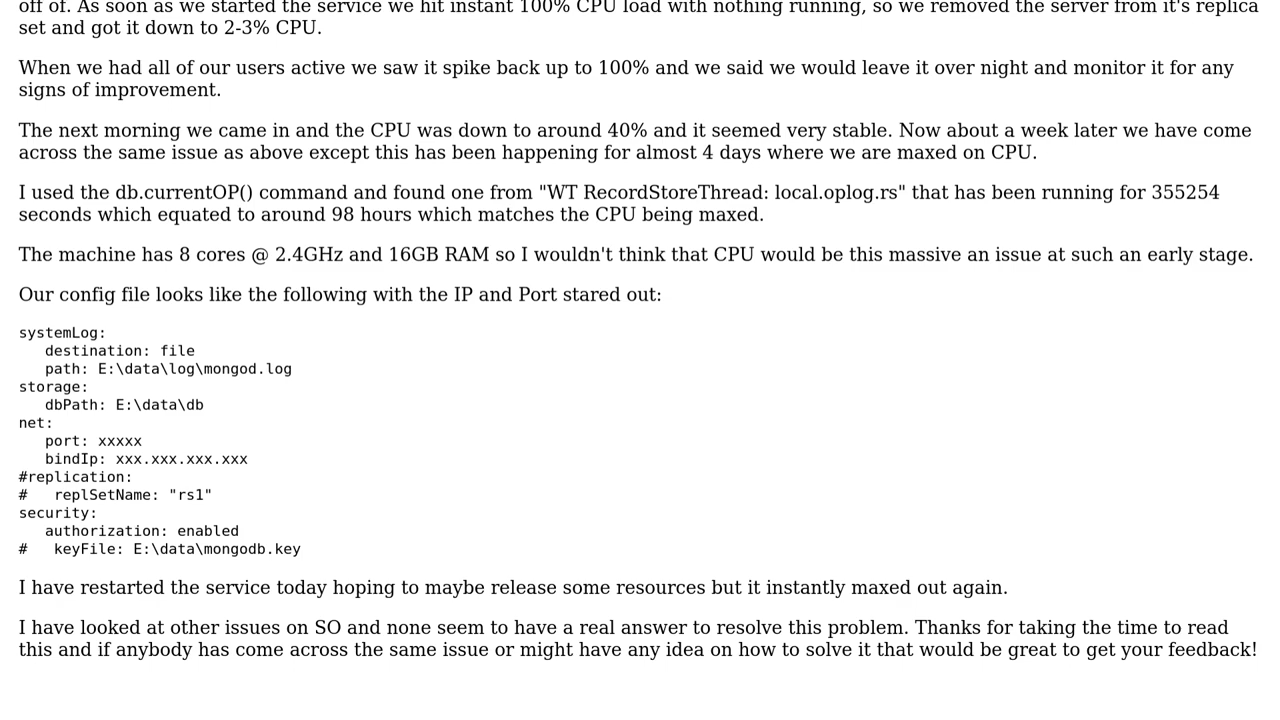 off of. As soon as we started the service we hit instant 100% CPU load with nothing running, so we removed the server from it's replica
set and got it down to 2-3% CPU.
When we had all of our users active we saw it spike back up to 100% and we said we would leave it over night and monitor it for any
signs of improvement.
The next morning we came in and the CPU was down to around 40% and it seemed very stable. Now about a week later we have come
across the same issue as above except this has been happening for almost 4 days where we are maxed on CPU.
I used the db.currentOP() command and found one from "WT RecordStoreThread: local.oplog.rs" that has been running for 355254
seconds which equated to around 98 hours which matches the CPU being maxed.
The machine has 8 cores @ 2.4GHz and 16GB RAM so I wouldn't think that CPU would be this massive an issue at such an early stage.
Our config file looks like the following with the IP and Port stared out:
systemLog:
   destination: file
   path: E:\data\log\mongod.log
storage:
   dbPath: E:\data\db
net:
   port: xxxxx
   bindIp: xxx.xxx.xxx.xxx
#replication:
#   replSetName: "rs1"
security:
   authorization: enabled
#   keyFile: E:\data\mongodb.key
I have restarted the service today hoping to maybe release some resources but it instantly maxed out again.
I have looked at other issues on SO and none seem to have a real answer to resolve this problem. Thanks for taking the time to read
this and if anybody has come across the same issue or might have any idea on how to solve it that would be great to get your feedback!